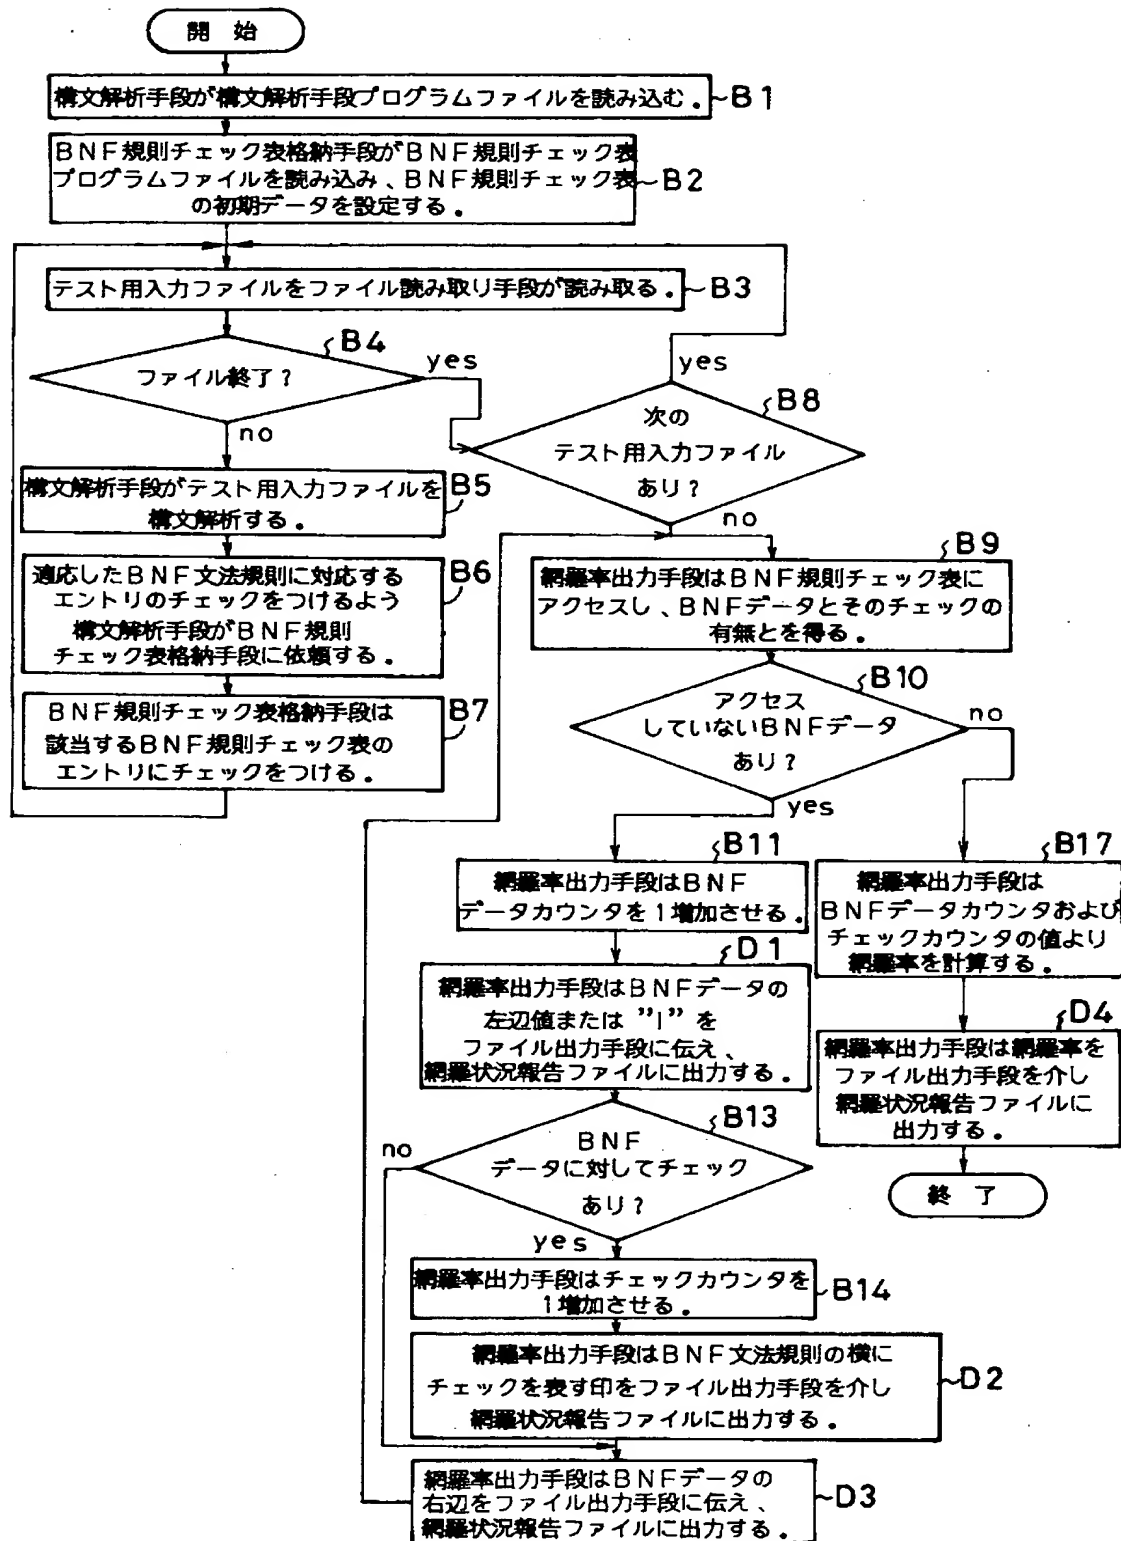 開始
構文解析手段が構文解析手段プログラムファイルを読み込む。
B1
BNF規則チェック表格納手段がBNF規則チェック表
プログラムファイルを読み込み、BNF規則チェック表
の初期データを設定する。
B2
テスト用入力ファイルをファイル読み取り手段が読み取る。
B3
B4
ファイル終了？
yes
no
yes
B8
次の
テスト用入力ファイル
あり？
no
構文解析手段がテスト用入力ファイルを
構文解析する。
B5
適応したBNF文法規則に対応する
エントリのチェックをつけるよう
構文解析手段がBNF規則
チェック表格納手段に依頼する。
B6
BNF規則チェック表格納手段は
該当するBNF規則チェック表の
エントリにチェックをつける。
B7
B9
網羅率出力手段はBNF規則チェック表に
アクセスし、BNFデータとそのチェックの
有無とを得る。
B10
アクセス
していないBNFデータ
あり？
no
yes
B11
網羅率出力手段はBNF
データカウンタを1増加させる。
B17
網羅率出力手段は
BNFデータカウンタおよび
チェックカウンタの値より
網羅率を計算する。
D1
網羅率出力手段はBNFデータの
左辺値または"|"を
ファイル出力手段に伝え、
網羅状況報告ファイルに出力する。
D4
網羅率出力手段は網羅率を
ファイル出力手段を介し
網羅状況報告ファイルに
出力する。
B13
BNF
データに対してチェック
あり？
no
yes
終了
網羅率出力手段はチェックカウンタを
1増加させる。
B14
網羅率出力手段はBNF文法規則の横に
チェックを表す印をファイル出力手段を介し
網羅状況報告ファイルに出力する。
D2
網羅率出力手段はBNFデータの
右辺をファイル出力手段に伝え、
網羅状況報告ファイルに出力する。
D3